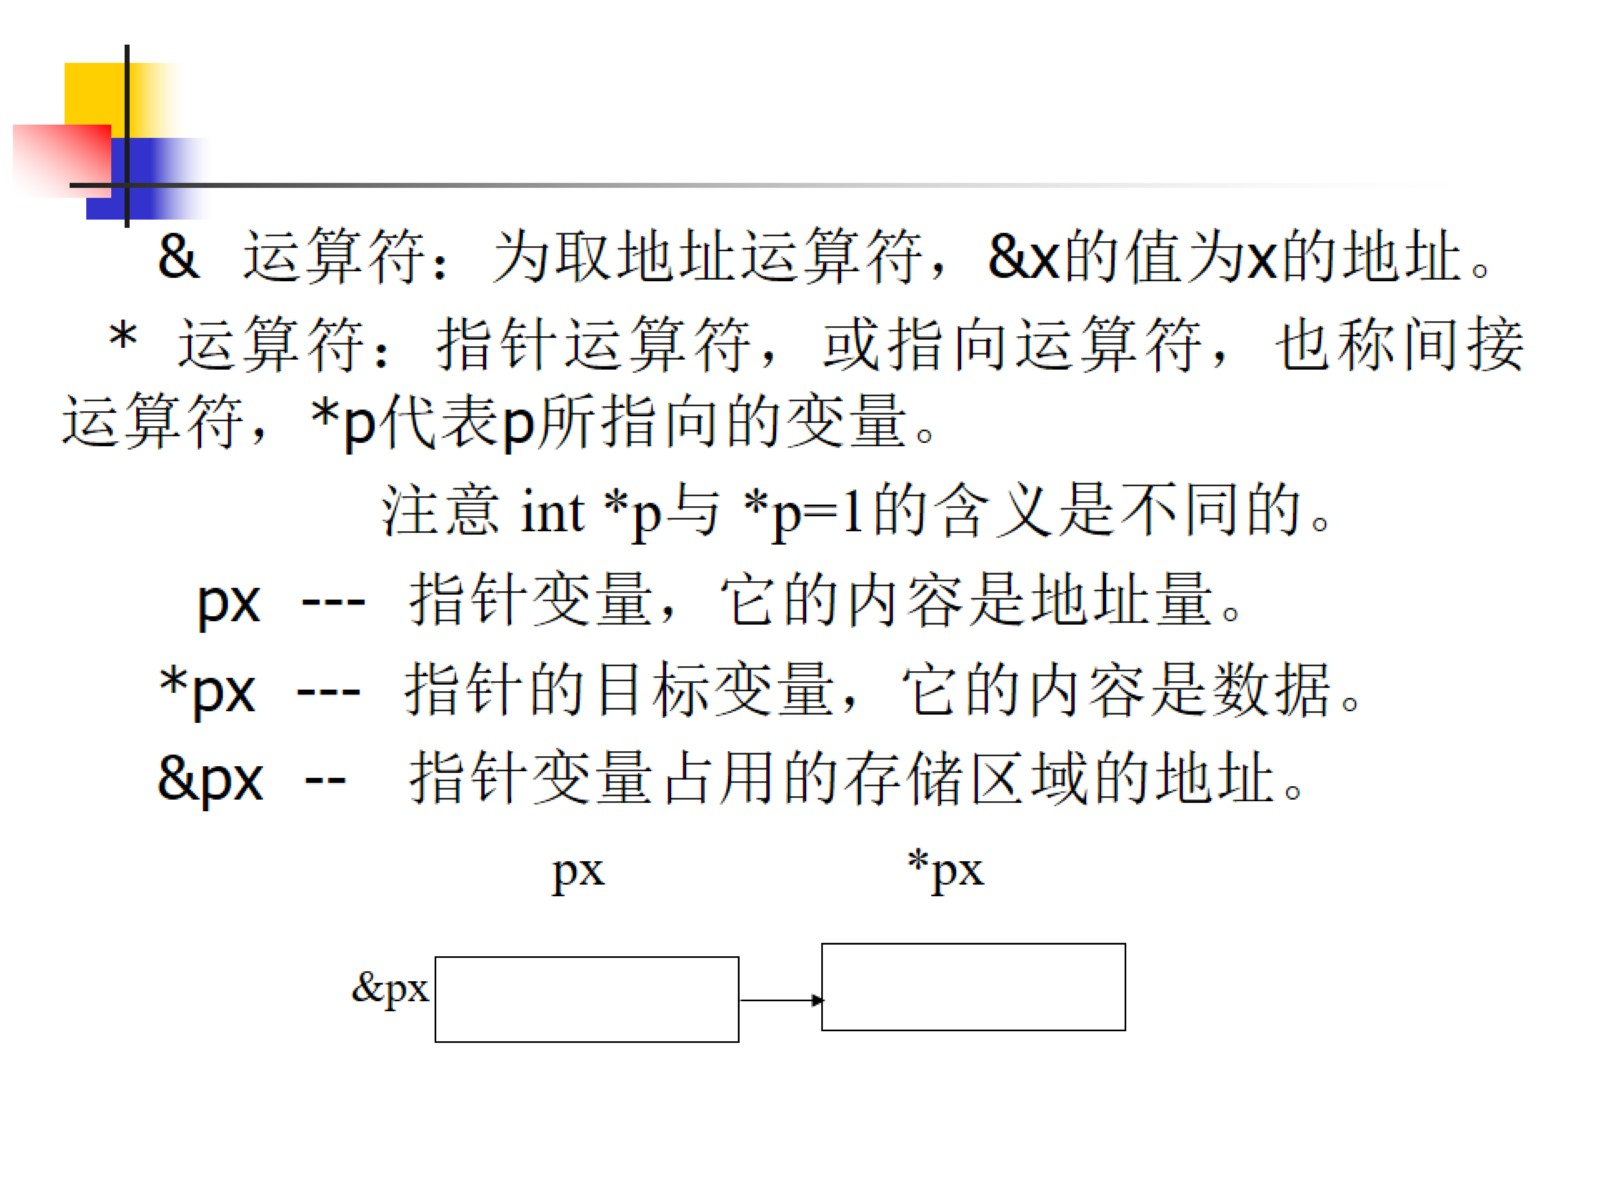 & 运算符：为取地址运算符，&x的值为x的地址。
* 运算符：指针运算符，或指向运算符，也称间接
运算符，*p代表p所指向的变量。
注意 int *p与 *p=1的含义是不同的。
px --- 指针变量，它的内容是地址量。
*px --- 指针的目标变量，它的内容是数据。
&px -- 指针变量占用的存储区域的地址。
px *px
&px